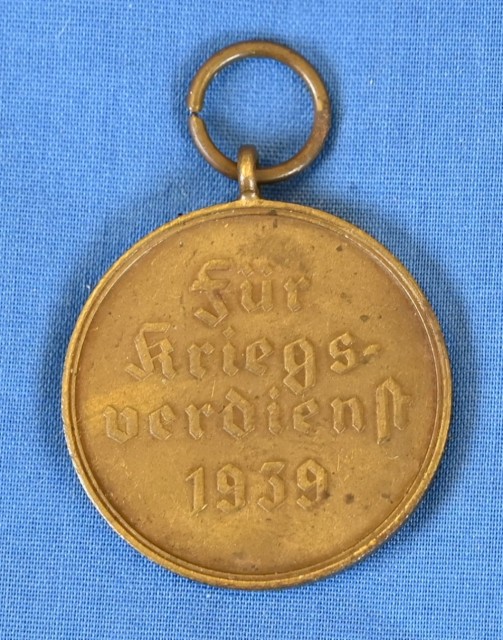 Für
Kriegs-
verdienst
1939